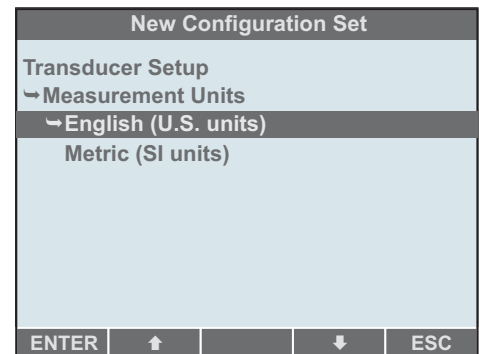 New Configuration Set
Transducer Setup
➥Measurement Units
➥English (U.S. units)
Metric (SI units)
ENTER ⬆ ⬇ ESC